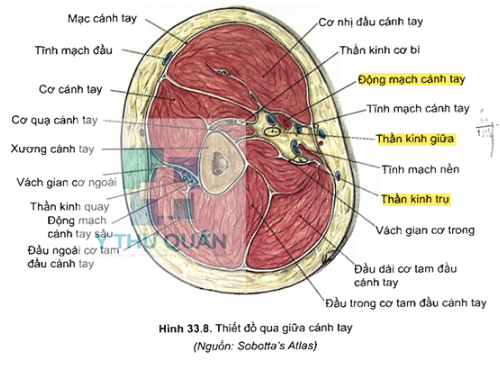 Mạc cánh tay
Tĩnh mạch đầu
Cơ cánh tay
Cơ quạ cánh tay
Xương cánh tay
Vách gian cơ ngoài
Thần kinh quay
Động mạch
cánh tay sâu
Đầu ngoài cơ tam
đầu cánh tay
Cơ nhị đầu cánh tay
Thần kinh cơ bì
Động mạch cánh tay
Tĩnh mạch cánh tay
Thần kinh giữa
Tĩnh mạch nền
Thần kinh trụ
Vách gian cơ trong
Đầu dài cơ tam đầu
cánh tay
Đầu trong cơ tam đầu cánh tay
Y THƯ QUÁN
Hình 33.8. Thiết đồ qua giữa cánh tay
(Nguồn: Sobotta's Atlas)